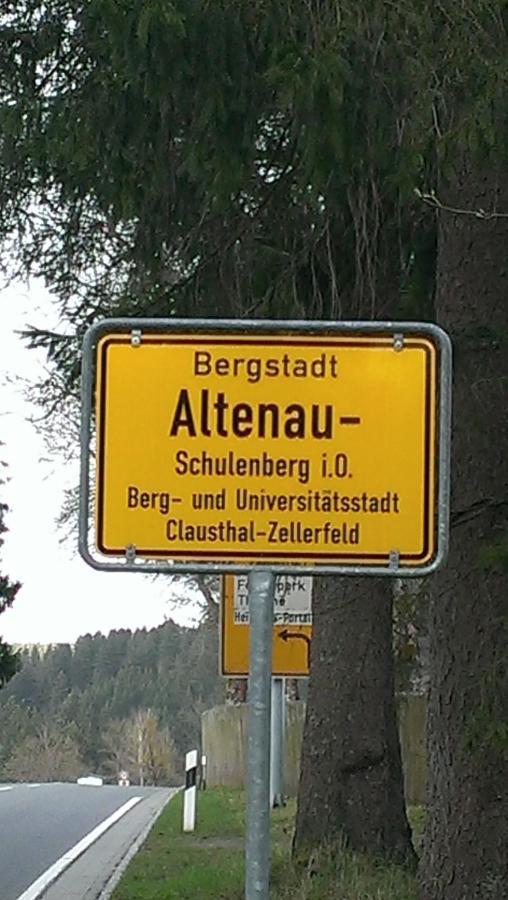 Bergstadt
Altenau-
Schulenberg i.O.
Berg- und Universitätsstadt
Clausthal-Zellerfeld